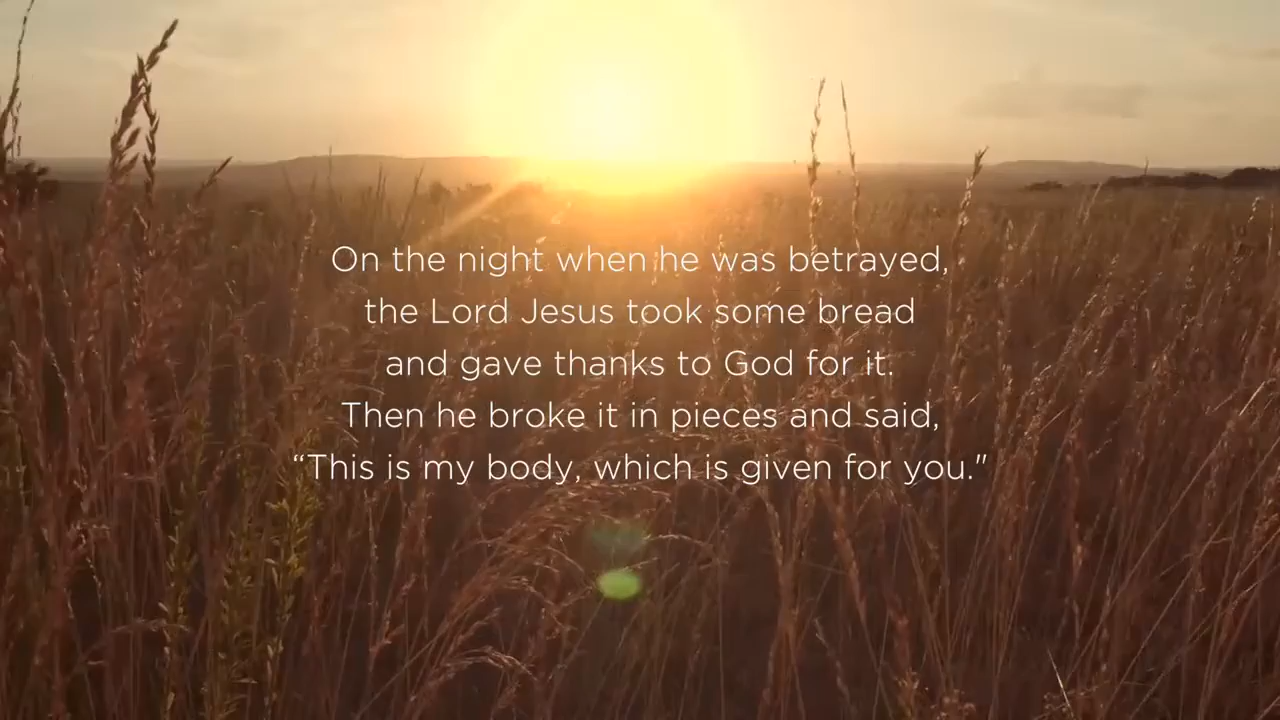 On the night when he was betrayed,
the Lord Jesus took some bread
and gave thanks to God for it.
Then he broke it in pieces and said,
“This is my body, which is given for you."